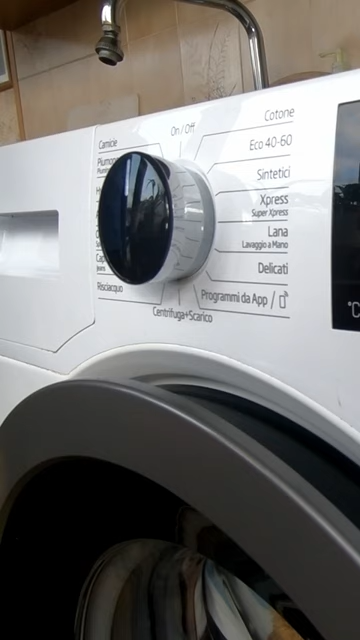 On / Off
Cotone
Eco 40-60
Sintetici
Xpress
Super Xpress
Lana
Lavaggio a Mano
Delicati
Programmi da App /
Centrifuga+Scarico
Risciacquo
Jeans
Camicie
°C